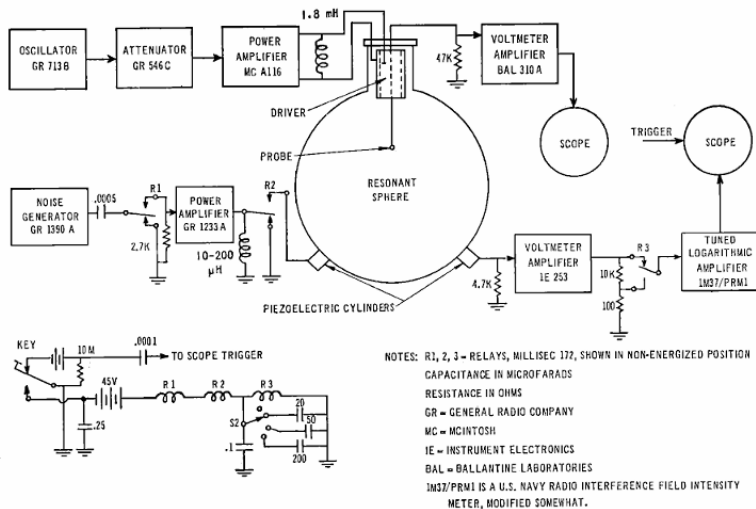 1.8 mH
OSCILLATOR
GR 713B
ATTENUATOR
GR 546C
POWER
AMPLIFIER
MC A116
47K
VOLTMETER
AMPLIFIER
BAL 310A
DRIVER
SCOPE
TRIGGER
SCOPE
PROBE
RESONANT
SPHERE
NOISE
GENERATOR
GR 1390 A
.0005
R1
2.7K
POWER
AMPLIFIER
GR 1233A
R2
10-200
μH
PIEZOELECTRIC CYLINDERS
4.7K
VOLTMETER
AMPLIFIER
IE 253
R3
10K
100
TUNED
LOGARITHMIC
AMPLIFIER
1M37/PRM1
KEY
10M
.0001
TO SCOPE TRIGGER
45V
R1
R2
R3
.25
S2
.1
20
50
200
NOTES: R1, 2, 3 = RELAYS, MILLISEC 172, SHOWN IN NON-ENERGIZED POSITION
CAPACITANCE IN MICROFARADS
RESISTANCE IN OHMS
GR = GENERAL RADIO COMPANY
MC = MCINTOSH
IE = INSTRUMENT ELECTRONICS
BAL = BALLANTINE LABORATORIES
1M37/PRM1 IS A U.S. NAVY RADIO INTERFERENCE FIELD INTENSITY
METER, MODIFIED SOMEWHAT.